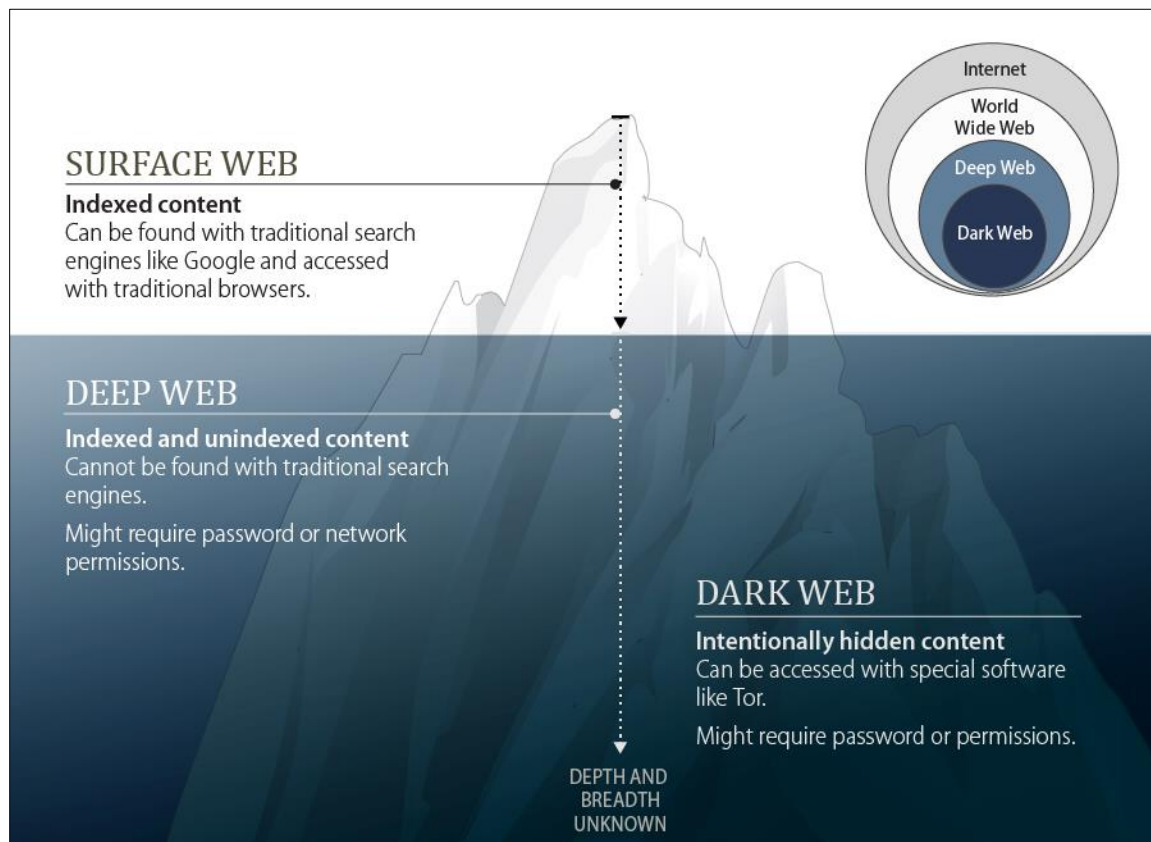 Internet
World
Wide Web
Deep Web
Dark Web
SURFACE WEB
Indexed content
Can be found with traditional search
engines like Google and accessed
with traditional browsers.
DEEP WEB
Indexed and unindexed content
Cannot be found with traditional search
engines.
Might require password or network
permissions.
DARK WEB
Intentionally hidden content
Can be accessed with special software
like Tor.
Might require password or permissions.
DEPTH AND
BREADTH
UNKNOWN